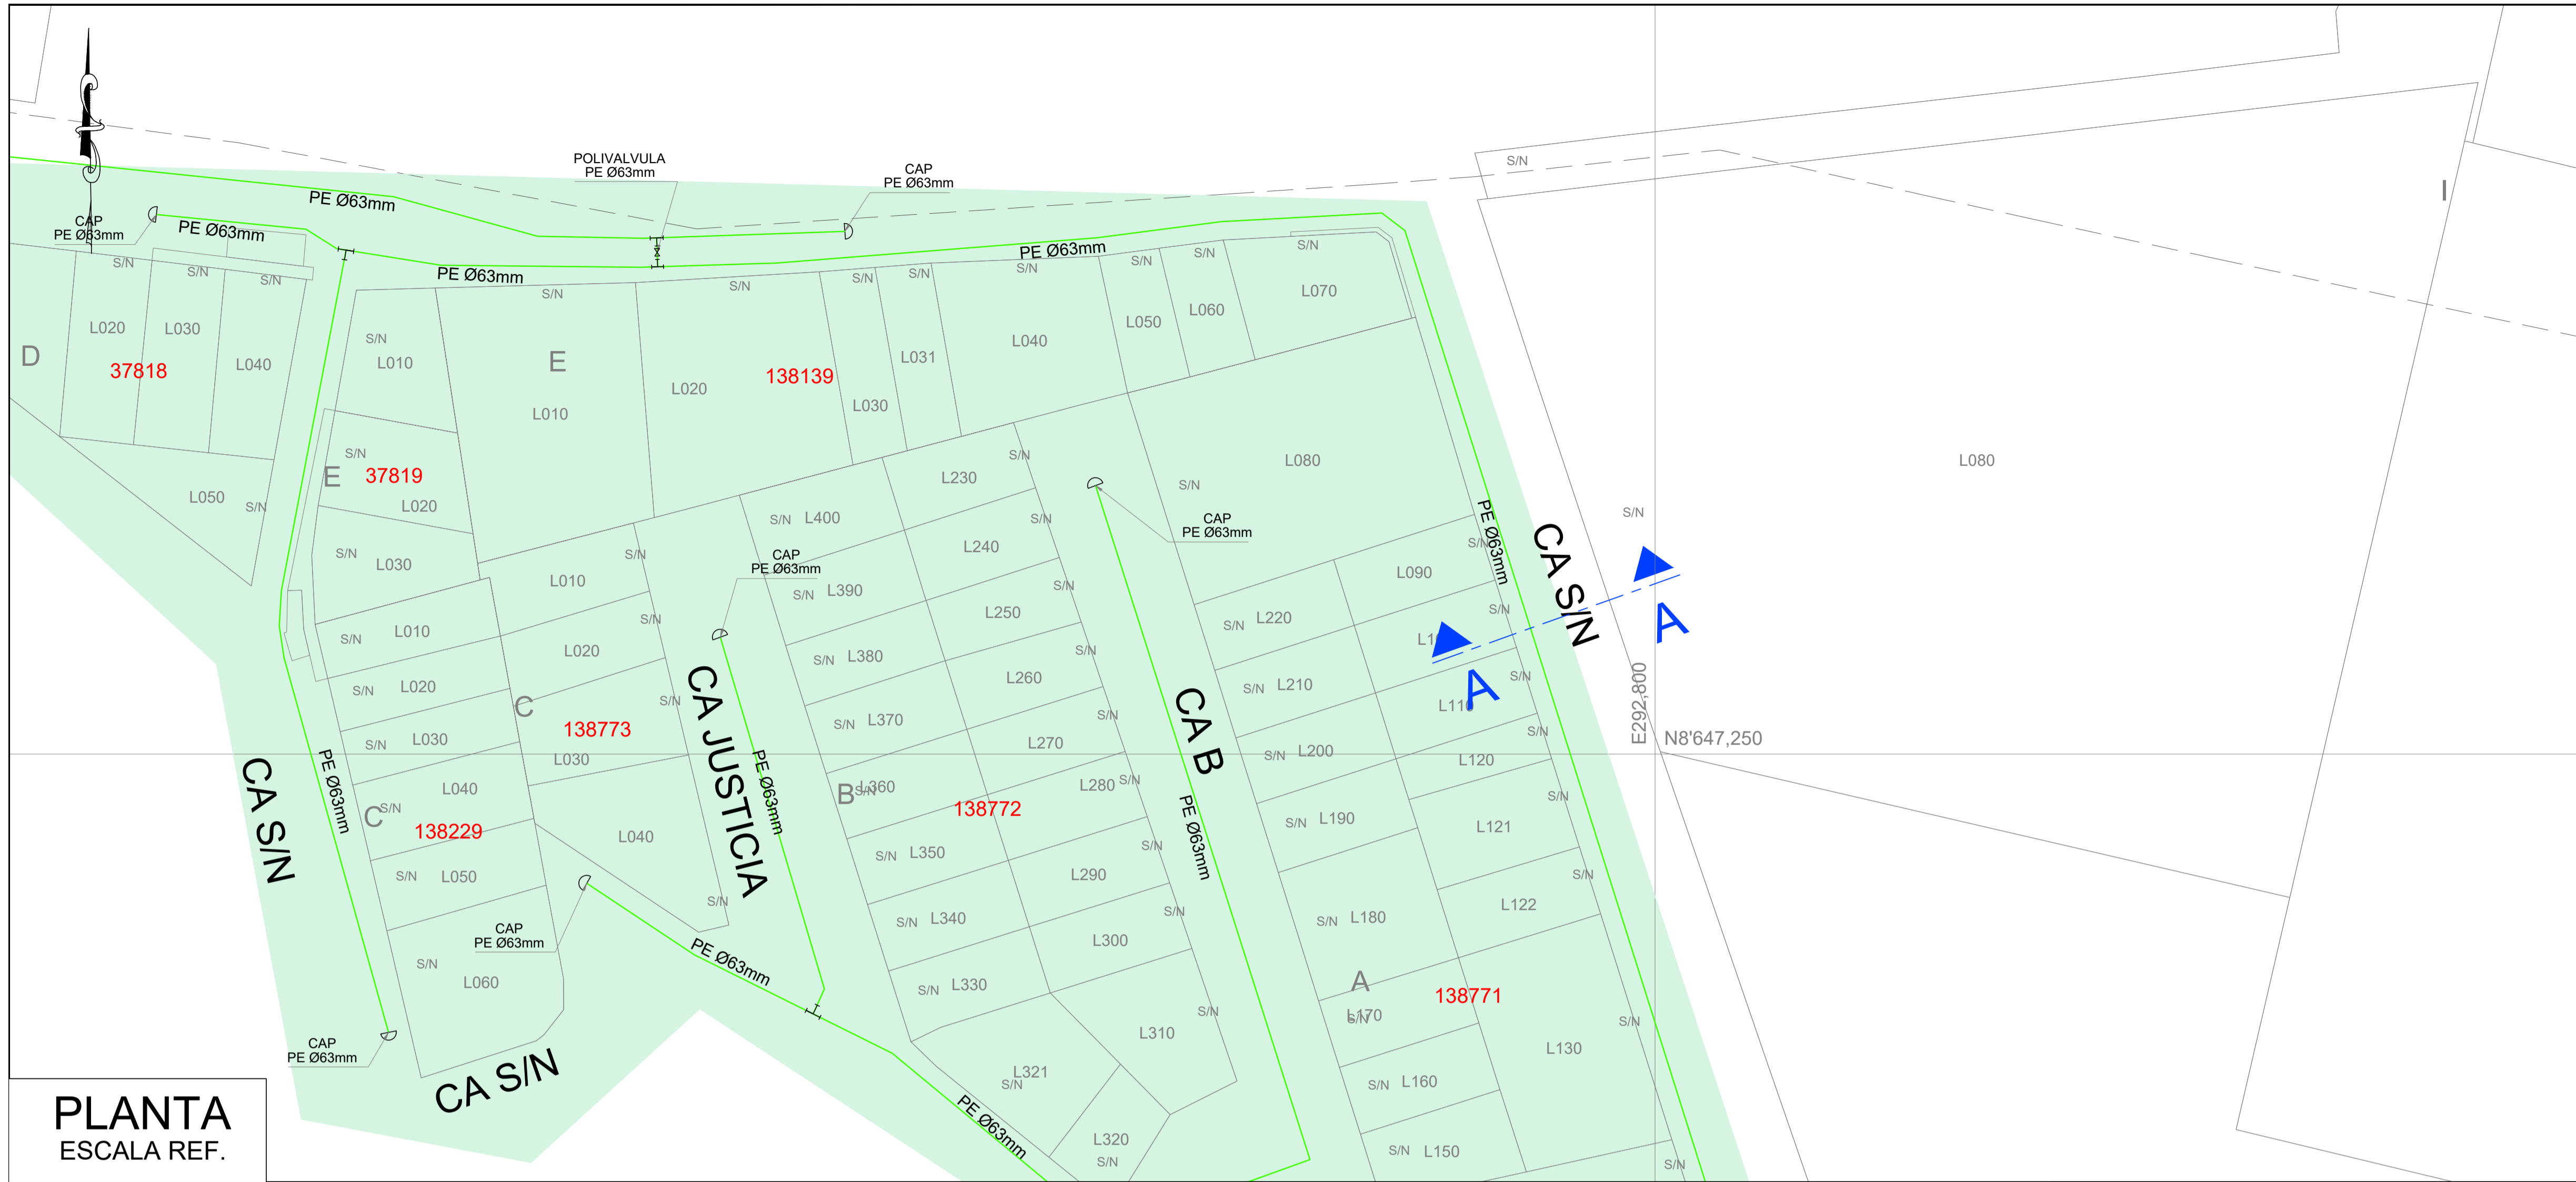 S/N
I
POLIVALVULA
PE Ø63mm
CAP
PE Ø63mm
PE Ø63mm
CAP
PE Ø63mm
PE Ø63mm
PE Ø63mm
PE Ø63mm
S/N
S/N
S/N
S/N
S/N
S/N
S/N
S/N
S/N
S/N
S/N
D
L020
L030
L040
37818
L050
S/N
S/N
L010
E
L010
L020
138139
L030
L031
L040
L050
L060
L070
L080
S/N
L080
S/N
S/N
E
37819
L020
S/N
L030
S/N
L400
L230
S/N
L240
S/N
CAP
PE Ø63mm
CAP
PE Ø63mm
PE Ø63mm
S/N
CA S/N
L010
S/N
S/N
L390
L250
S/N
L090
S/N
L010
L020
S/N
S/N
L380
L260
S/N
S/N
L220
S/N
A
A
S/N
L020
S/N
L210
L110
S/N
C
138773
S/N
L030
CA JUSTICIA
S/N
L370
L270
S/N
CA B
S/N
L030
S/N
L200
L120
S/N
E292,800
N8'647,250
CA S/N
PE Ø63mm
L040
S/N
C
138229
PE Ø63mm
B
L360
S/N
138772
L280
S/N
PE Ø63mm
S/N
L190
L121
S/N
L040
S/N
L050
S/N
L350
L290
S/N
S/N
S/N
L340
L300
S/N
S/N
L180
L122
S/N
CAP
PE Ø63mm
PE Ø63mm
S/N
L060
S/N
L330
L310
S/N
A
138771
L170
S/N
L130
S/N
CAP
PE Ø63mm
CA S/N
L321
S/N
PE Ø63mm
L320
S/N
S/N
L160
S/N
L150
S/N
PLANTA
ESCALA REF.